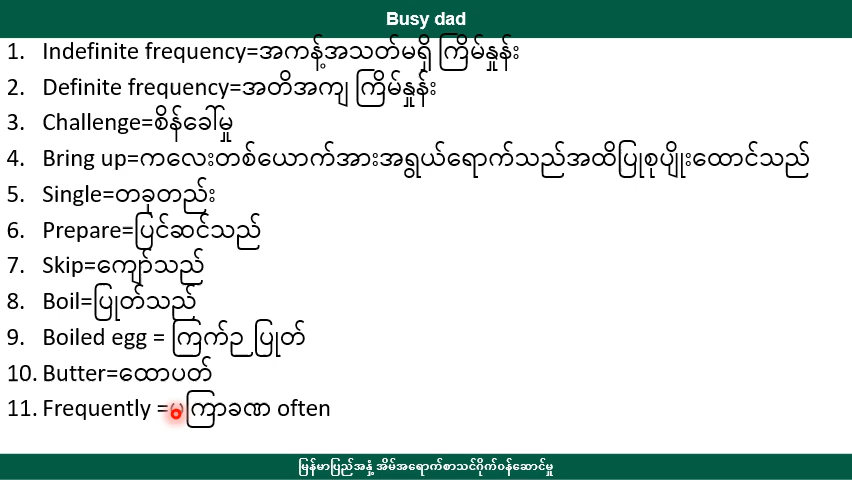 Busy dad
1. Indefinite frequency=အကန့်အသတ်မရှိ ကြိမ်နှုန်း
2. Definite frequency=အတိအကျ ကြိမ်နှုန်း
3. Challenge=စိန်ခေါ်မှု
4. Bring up=ကလေးတစ်ယောက်အားအရွယ်ရောက်သည်အထိပြုစုပျိုးထောင်သည်
5. Single=တခုတည်း
6. Prepare=ပြင်ဆင်သည်
7. Skip=ကျော်သည်
8. Boil=ပြုတ်သည်
9. Boiled egg = ကြက်ဥ ပြုတ်
10. Butter=ထောပတ်
11. Frequently =မကြာခဏ often
မြန်မာပြည်အနှံ့ အိမ်အရောက်စာသင်ဂိုက်ဝန်ဆောင်မှု